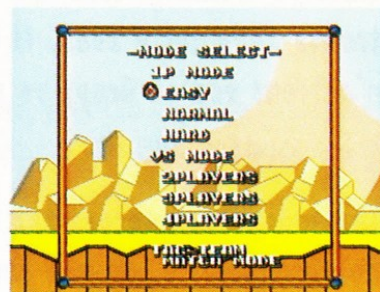 -MODE SELECT-
1P MODE
EASY
NORMAL
HARD
VS MODE
2PLAYERS
3PLAYERS
4PLAYERS
TAG-TEAM
MATCH MODE